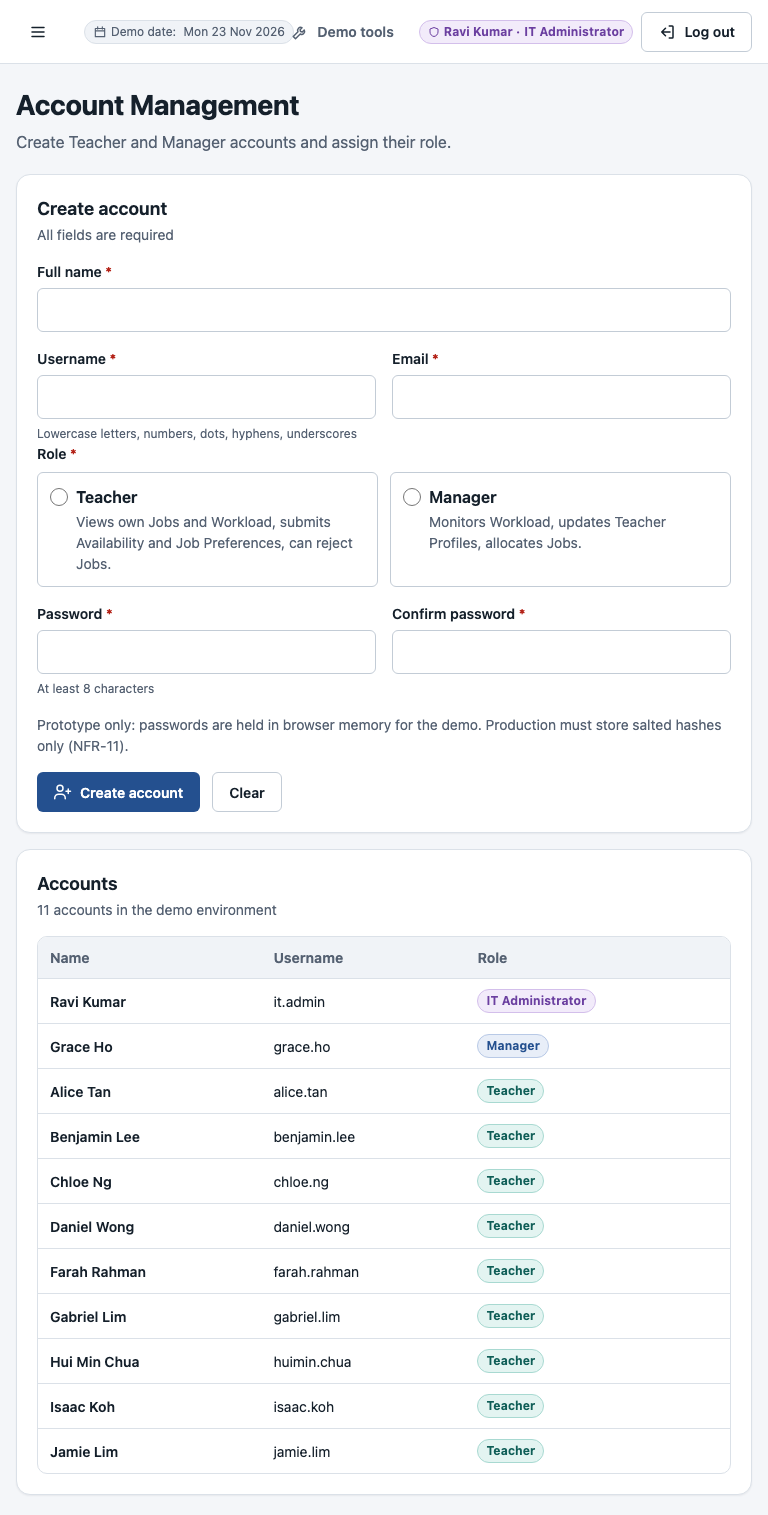 Demo date: Mon 23 Nov 2026 Demo tools Ravi Kumar · IT Administrator Log out
Account Management
Create Teacher and Manager accounts and assign their role.
Create account
All fields are required
Full name *
Username * Email *
Lowercase letters, numbers, dots, hyphens, underscores
Role *
Teacher
Views own Jobs and Workload, submits
Availability and Job Preferences, can reject
Jobs.
Manager
Monitors Workload, updates Teacher
Profiles, allocates Jobs.
Password * Confirm password *
At least 8 characters
Prototype only: passwords are held in browser memory for the demo. Production must store salted hashes
only (NFR-11).
Create account Clear
Accounts
11 accounts in the demo environment
Name Username Role
Ravi Kumar it.admin IT Administrator
Grace Ho grace.ho Manager
Alice Tan alice.tan Teacher
Benjamin Lee benjamin.lee Teacher
Chloe Ng chloe.ng Teacher
Daniel Wong daniel.wong Teacher
Farah Rahman farah.rahman Teacher
Gabriel Lim gabriel.lim Teacher
Hui Min Chua huimin.chua Teacher
Isaac Koh isaac.koh Teacher
Jamie Lim jamie.lim Teacher